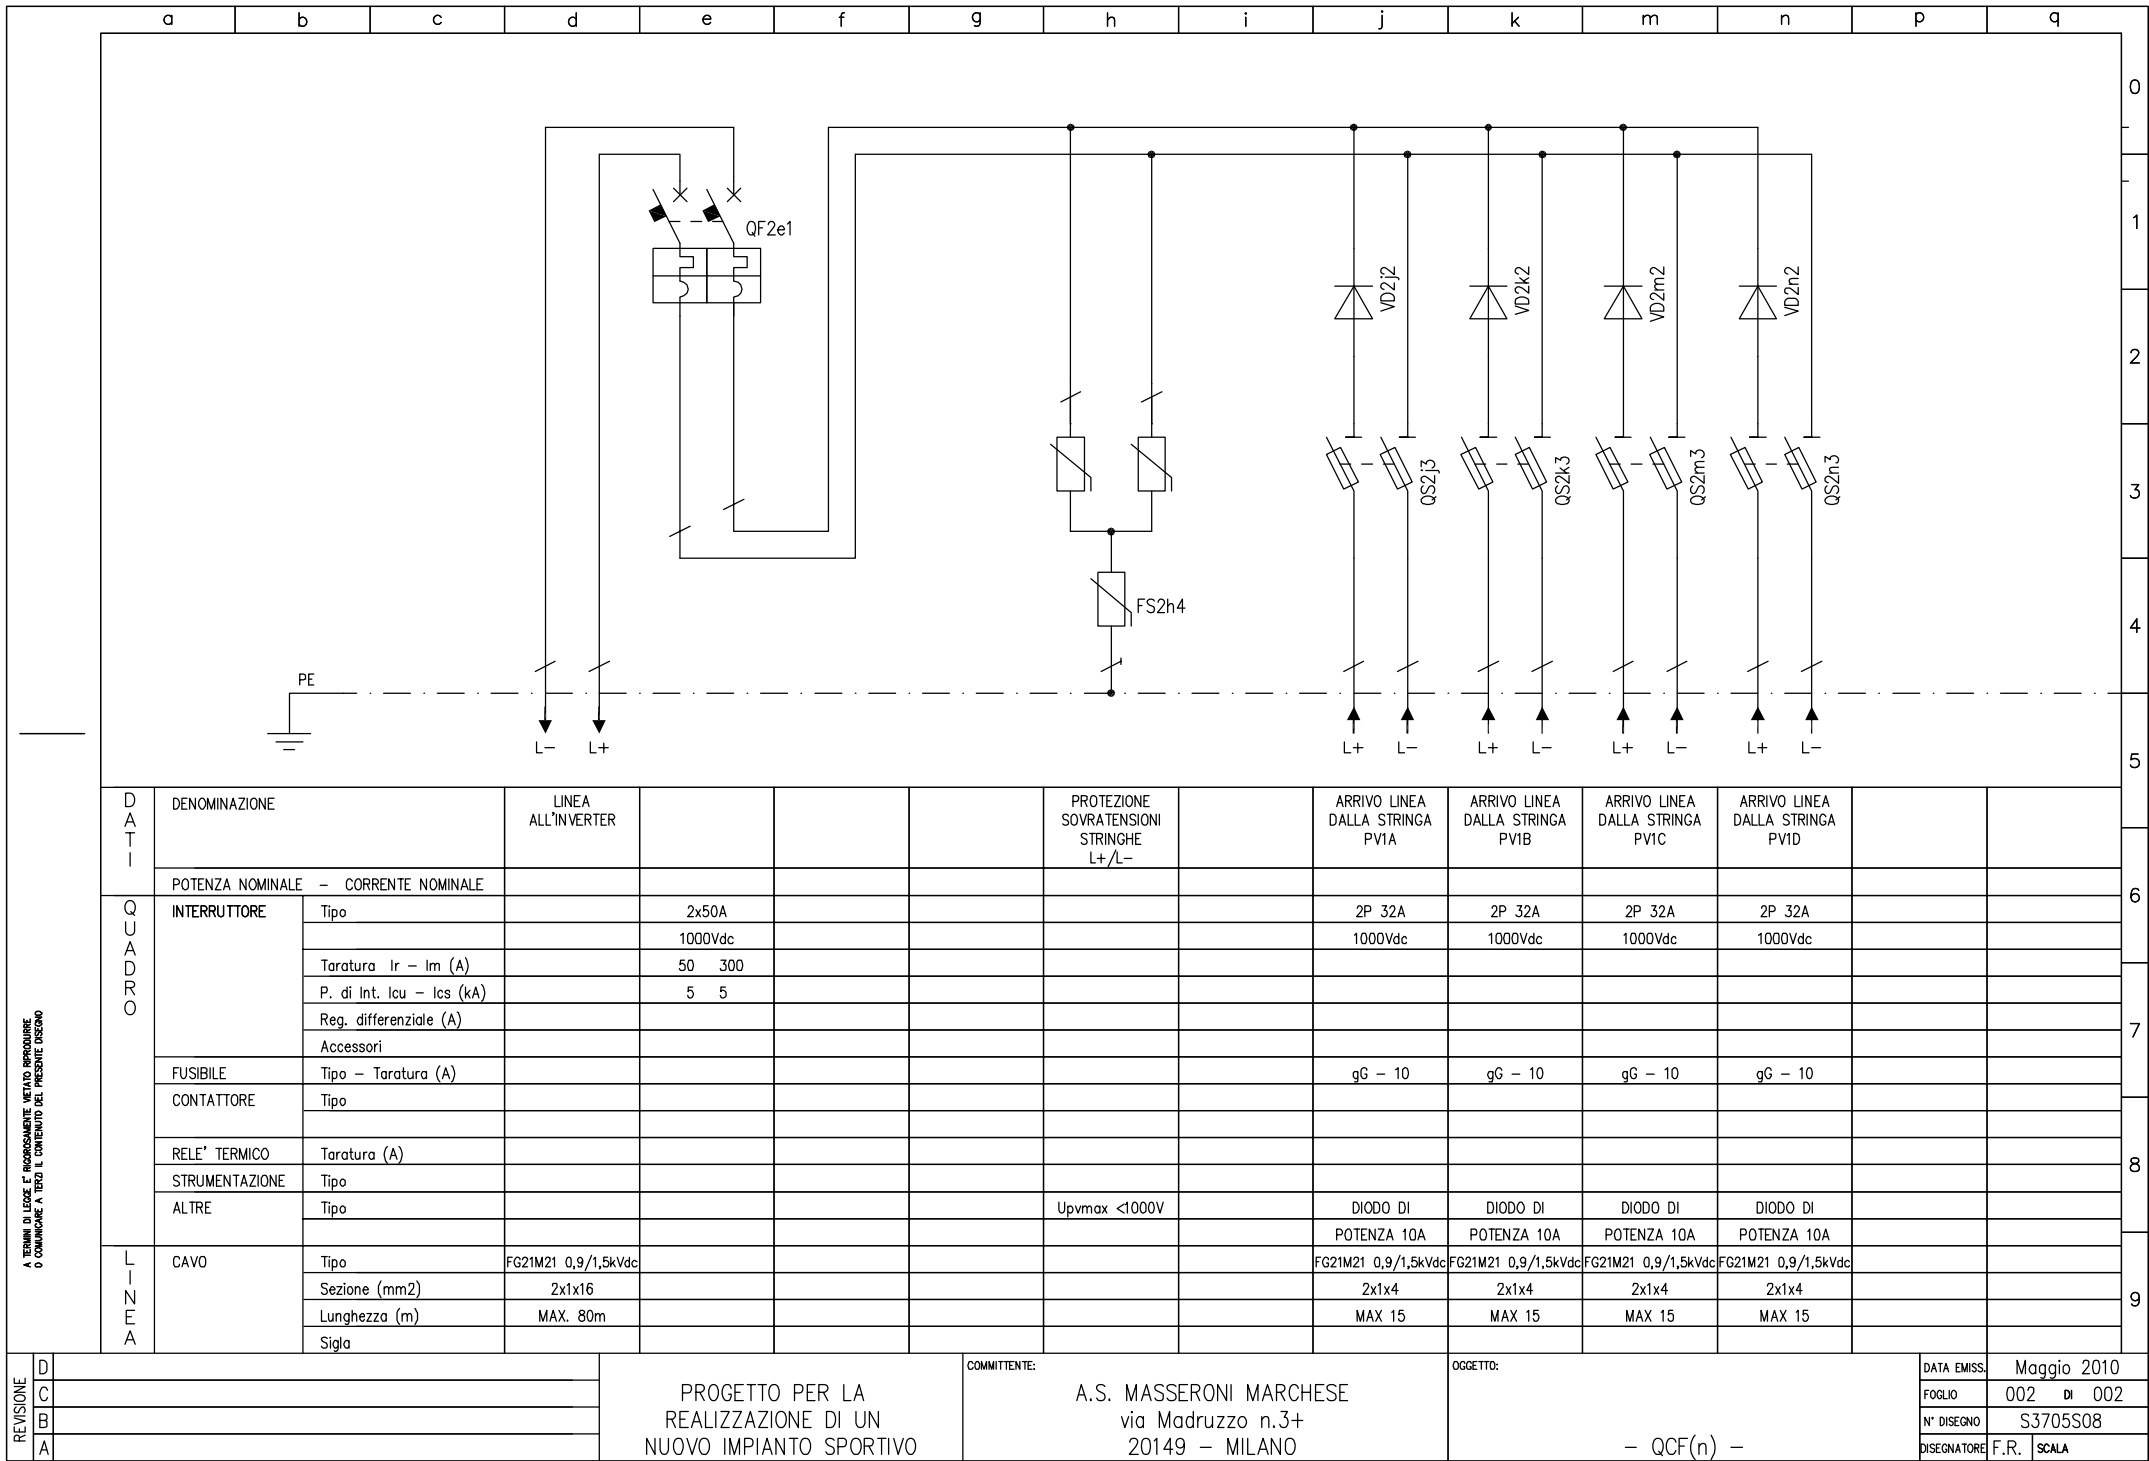 a b c d e f g h i j k m n p q
0
1
2
3
4
5
6
7
8
9
QF2e1
VD2j2 VD2k2 VD2m2 VD2n2
QS2j3 QS2k3 QS2m3 QS2n3
FS2h4
PE
L− L+ L+ L− L+ L− L+ L− L+ L−
DATI
DENOMINAZIONE
LINEA
ALL'INVERTER
PROTEZIONE
SOVRATENSIONI
STRINGHE
L+/L−
ARRIVO LINEA
DALLA STRINGA
PV1A
ARRIVO LINEA
DALLA STRINGA
PV1B
ARRIVO LINEA
DALLA STRINGA
PV1C
ARRIVO LINEA
DALLA STRINGA
PV1D
POTENZA NOMINALE − CORRENTE NOMINALE
QUADRO
INTERRUTTORE Tipo 2x50A 2P 32A 2P 32A 2P 32A 2P 32A
1000Vdc 1000Vdc 1000Vdc 1000Vdc 1000Vdc
Taratura Ir − Im (A) 50 300
P. di Int. Icu − Ics (kA) 5 5
Reg. differenziale (A)
Accessori
FUSIBILE Tipo − Taratura (A) gG − 10 gG − 10 gG − 10 gG − 10
CONTATTORE Tipo
RELE' TERMICO Taratura (A)
STRUMENTAZIONE Tipo
ALTRE Tipo Upvmax <1000V DIODO DI DIODO DI DIODO DI DIODO DI
POTENZA 10A POTENZA 10A POTENZA 10A POTENZA 10A
LINEA
CAVO Tipo FG21M21 0,9/1,5kVdc FG21M21 0,9/1,5kVdc FG21M21 0,9/1,5kVdc FG21M21 0,9/1,5kVdc FG21M21 0,9/1,5kVdc
Sezione (mm2) 2x1x16 2x1x4 2x1x4 2x1x4 2x1x4
Lunghezza (m) MAX. 80m MAX 15 MAX 15 MAX 15 MAX 15
Sigla
A TERMINI DI LEGGE E' RIGOROSAMENTE VIETATO RIPRODURRE
O COMUNICARE A TERZI IL CONTENUTO DEL PRESENTE DISEGNO
REVISIONE
D
C
B
A
PROGETTO PER LA
REALIZZAZIONE DI UN
NUOVO IMPIANTO SPORTIVO
COMMITTENTE:
A.S. MASSERONI MARCHESE
via Madruzzo n.3+
20149 − MILANO
OGGETTO:
− QCF(n) −
DATA EMISS. Maggio 2010
FOGLIO 002 DI 002
N° DISEGNO S3705S08
DISEGNATORE F.R. SCALA